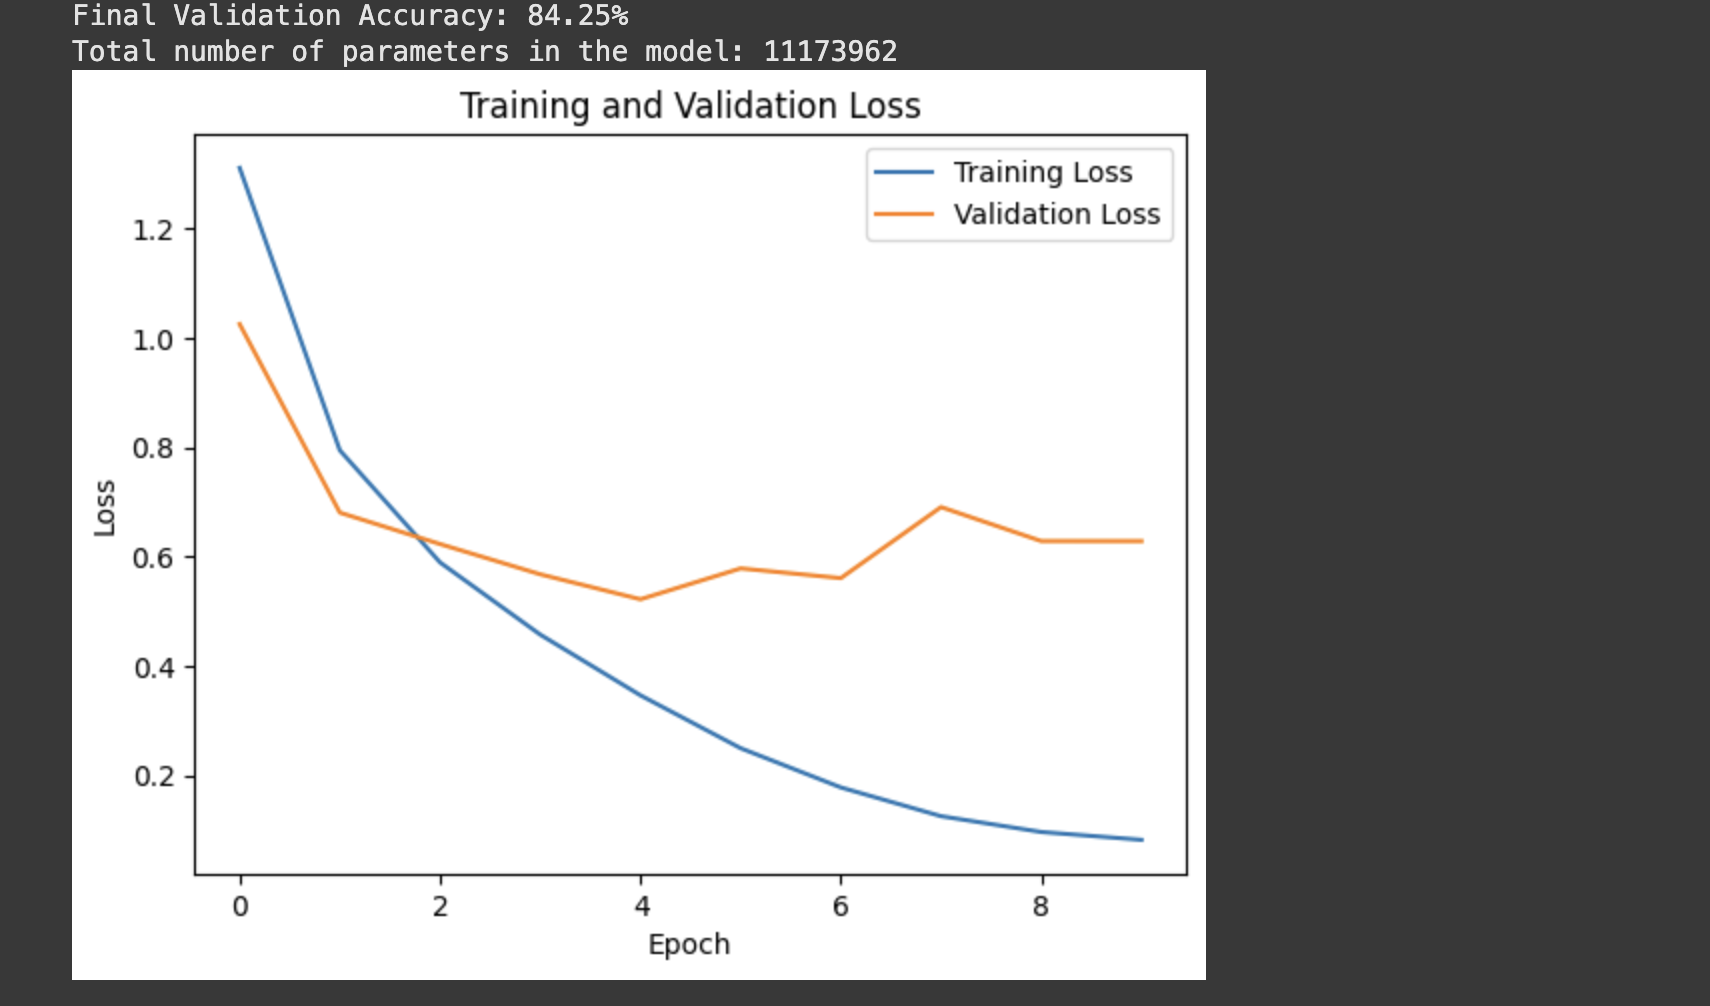 Final Validation Accuracy: 84.25%
Total number of parameters in the model: 11173962
Training and Validation Loss
Training Loss
Validation Loss
1.2
1.0
0.8
0.6
0.4
0.2
Loss
0 2 4 6 8
Epoch